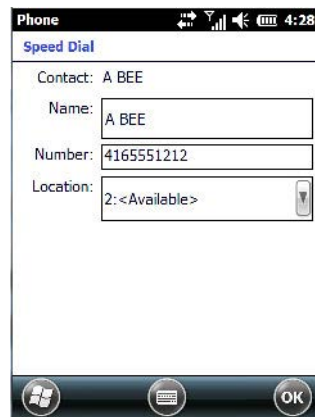 Phone 4:28
Speed Dial
Contact: A BEE
Name: A BEE
Number: 4165551212
Location: 2:<Available>
OK